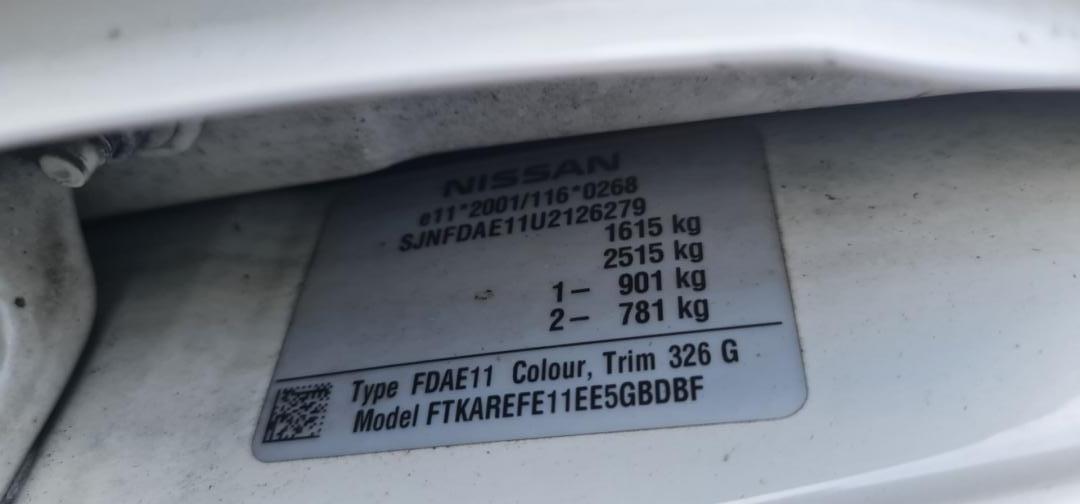 NISSAN
e11*2001/116*0268
SJNFDAE11U2126279
1615 kg
2515 kg
1– 901 kg
2– 781 kg
Type FDAE11 Colour, Trim 326 G
Model FTKAREFE11EE5GBDBF